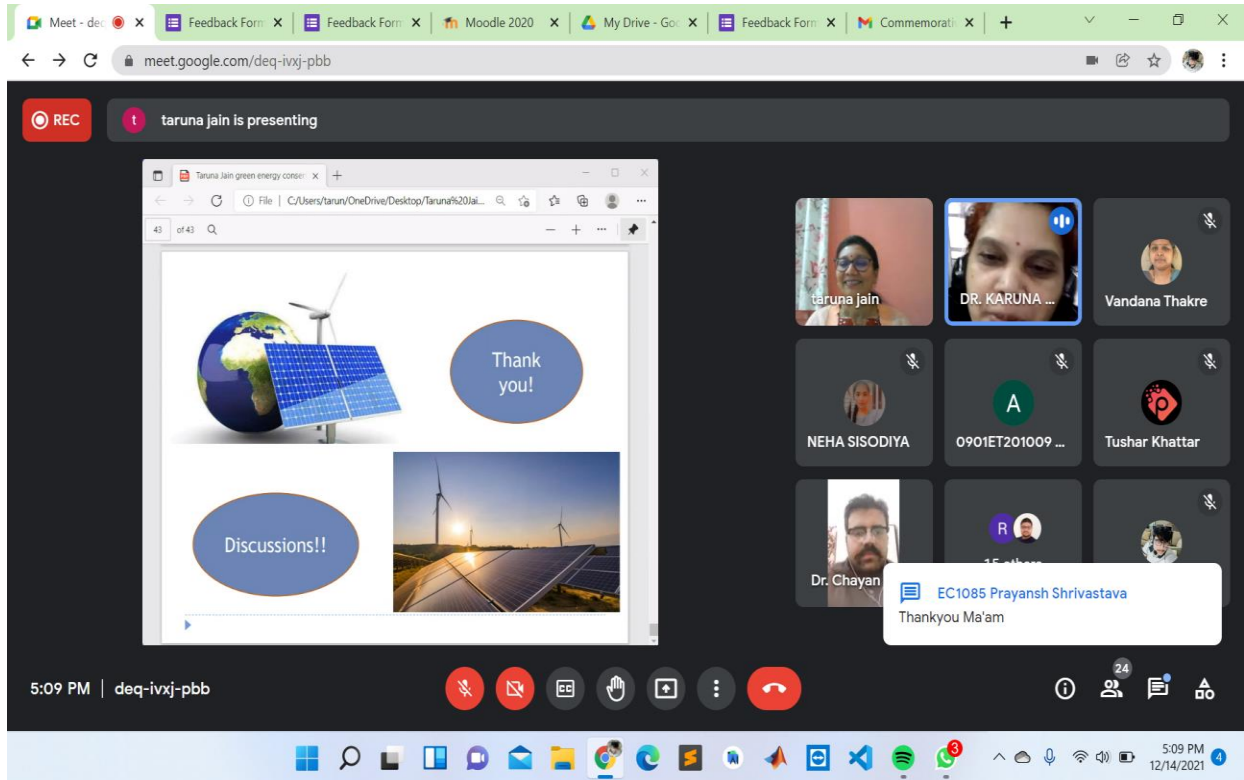 Meet - dec
Feedback Form
Feedback Form
Moodle 2020
My Drive - Goo
Feedback Form
Commemorati
meet.google.com/deq-ivxj-pbb
REC
t
taruna jain is presenting
Taruna Jain green energy conser
File
C/Users/tarun/OneDrive/Desktop/Taruna%20Jai...
43 of 43
Thank
you!
Discussions!!
taruna jain
DR. KARUNA ...
Vandana Thakre
NEHA SISODIYA
A
0901ET201009 ...
Tushar Khattar
Dr. Chayan
R
15 others
EC1085 Prayansh Shrivastava
Thankyou Ma'am
5:09 PM | deq-ivxj-pbb
CC
24
3
5:09 PM
12/14/2021
4